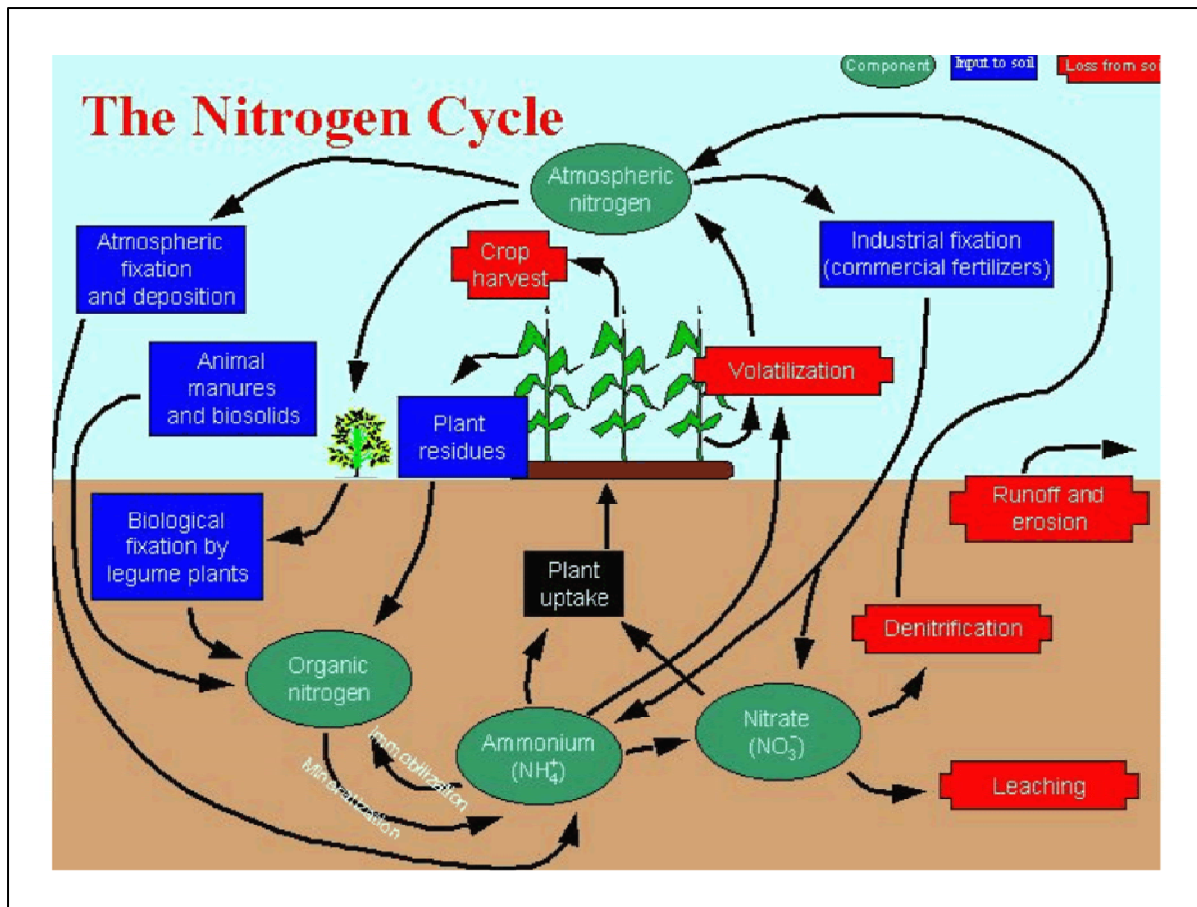 Component
Input to soil
Loss from soi
The Nitrogen Cycle
Atmospheric
nitrogen
Atmospheric
fixation
and deposition
Crop
harvest
Industrial fixation
(commercial fertilizers)
Animal
manures
and biosolids
Volatilization
Plant
residues
Runoff and
erosion
Biological
fixation by
legume plants
Plant
uptake
Denitrification
Organic
nitrogen
Ammonium
(NH₄⁺)
Nitrate
(NO₃⁻)
Immobilization
Mineralization
Leaching